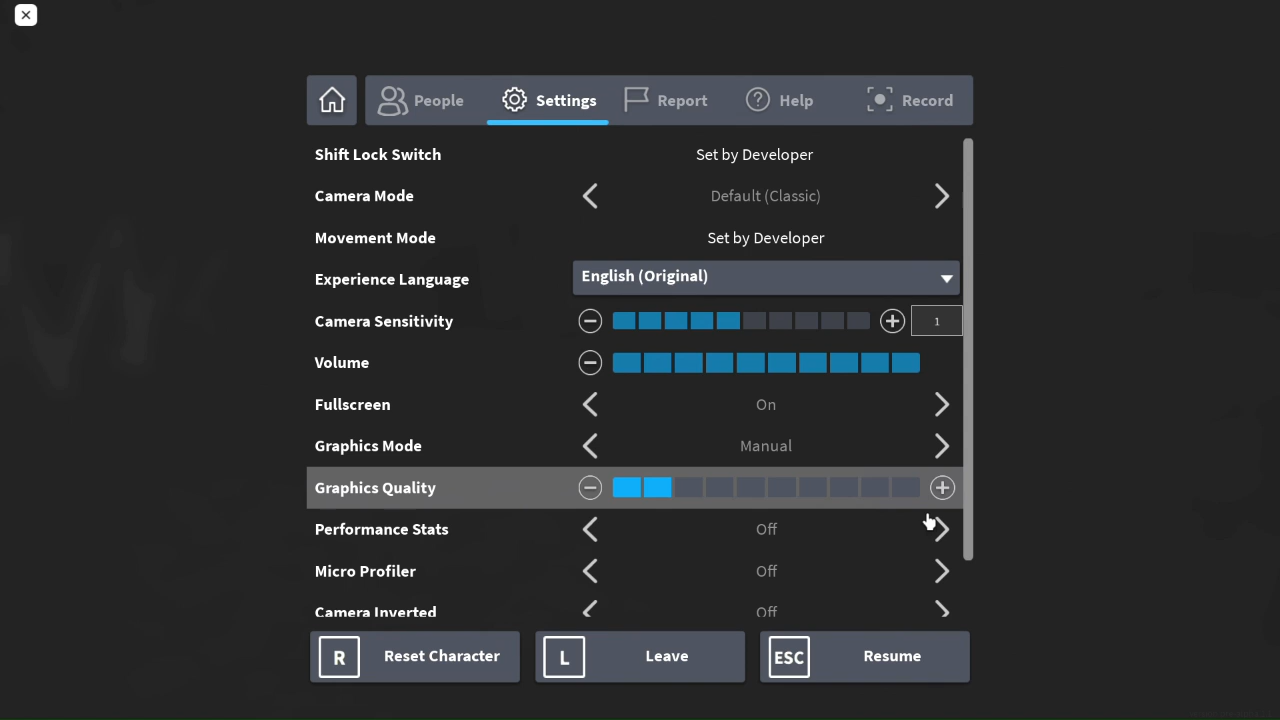 People
Settings
Report
Help
Record
Shift Lock Switch Set by Developer
Camera Mode Default (Classic)
Movement Mode Set by Developer
Experience Language English (Original)
Camera Sensitivity 1
Volume
Fullscreen On
Graphics Mode Manual
Graphics Quality
Performance Stats Off
Micro Profiler Off
Camera Inverted Off
R Reset Character
L Leave
ESC Resume